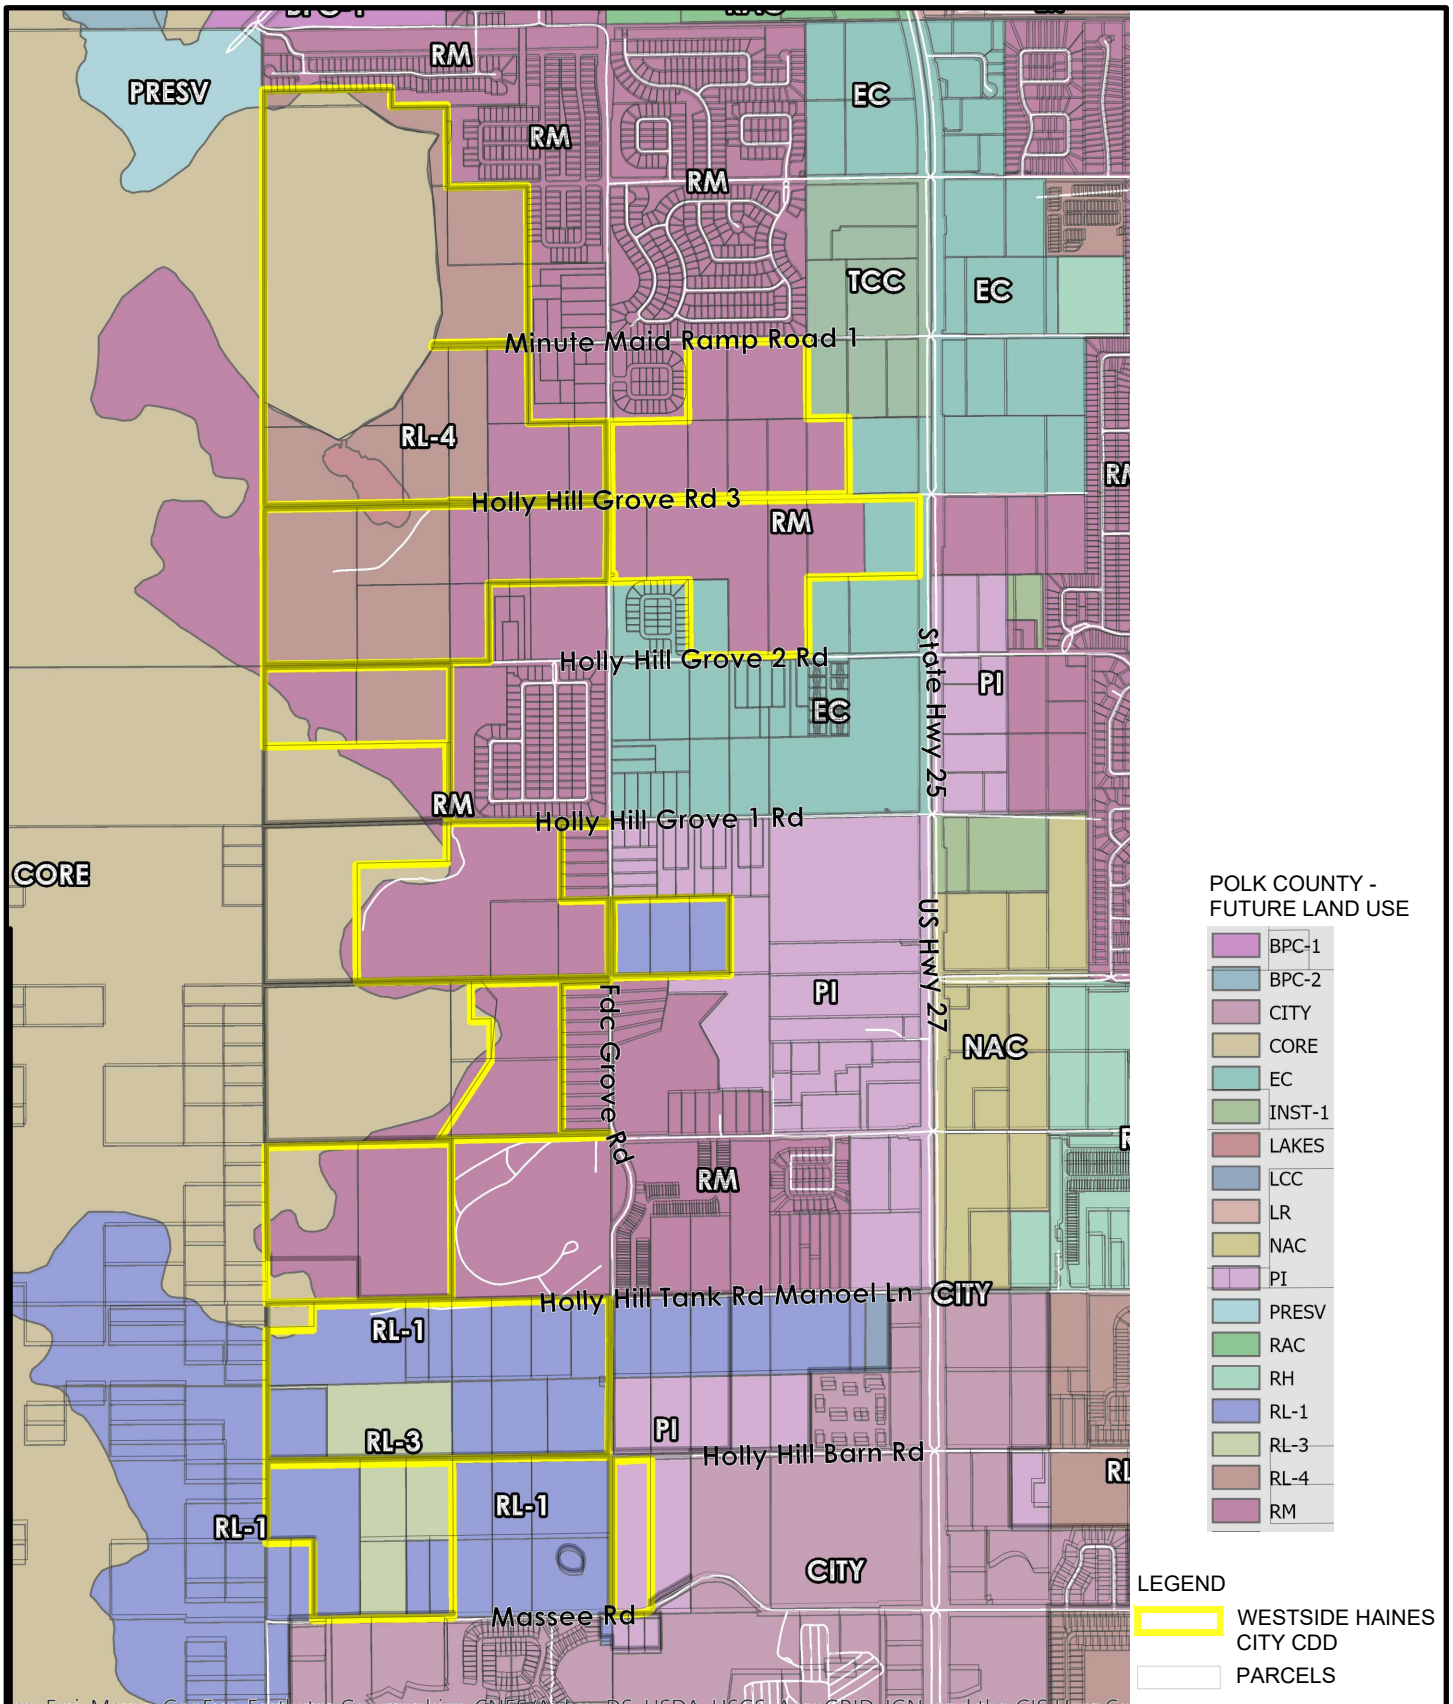 RM
PRESV
EC
RM
RM
TCC
EC
Minute Maid Ramp Road 1
RL-4
Holly Hill Grove Rd 3
RM
Holly Hill Grove 2 Rd
State Hwy 25
PI
EC
RM
Holly Hill Grove 1 Rd
CORE
US Hwy 27
PI
Fdc Grove Rd
NAC
RM
Holly Hill Tank Rd Manoel Ln
CITY
RL-1
RL-3
PI
Holly Hill Barn Rd
RL-1
RL-1
CITY
Massee Rd
POLK COUNTY -
FUTURE LAND USE
BPC-1
BPC-2
CITY
CORE
EC
INST-1
LAKES
LCC
LR
NAC
PI
PRESV
RAC
RH
RL-1
RL-3
RL-4
RM
LEGEND
WESTSIDE HAINES
CITY CDD
PARCELS